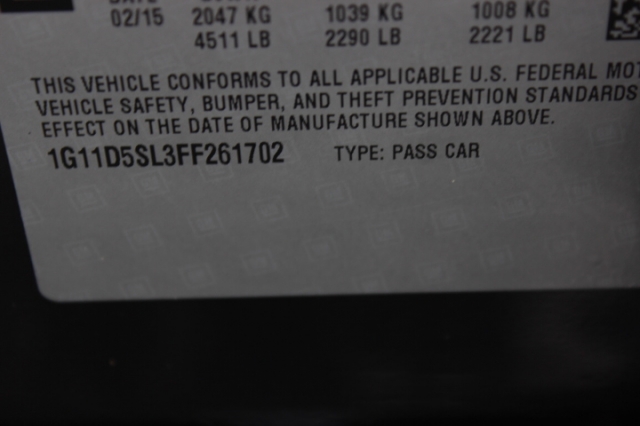 02/15 2047 KG 1039 KG 1008 KG
4511 LB 2290 LB 2221 LB
THIS VEHICLE CONFORMS TO ALL APPLICABLE U.S. FEDERAL MOT
VEHICLE SAFETY, BUMPER, AND THEFT PREVENTION STANDARDS
EFFECT ON THE DATE OF MANUFACTURE SHOWN ABOVE.
1G11D5SL3FF261702 TYPE: PASS CAR